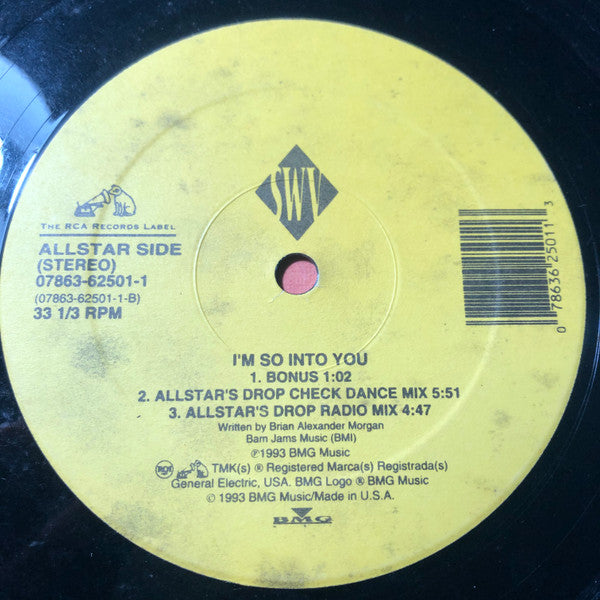 SWV
THE RCA RECORDS LABEL
ALLSTAR SIDE
(STEREO)
07863-62501-1
(07863-62501-1-B)
33 1/3 RPM
0 78636 25011 3
I'M SO INTO YOU
1. BONUS 1:02
2. ALLSTAR'S DROP CHECK DANCE MIX 5:51
3. ALLSTAR'S DROP RADIO MIX 4:47
Written by Brian Alexander Morgan
Bam Jams Music (BMI)
℗1993 BMG Music
RCA TMK(s) ® Registered Marca(s) Registrada(s)
General Electric, USA. BMG Logo ® BMG Music
© 1993 BMG Music/Made in U.S.A.
BMG